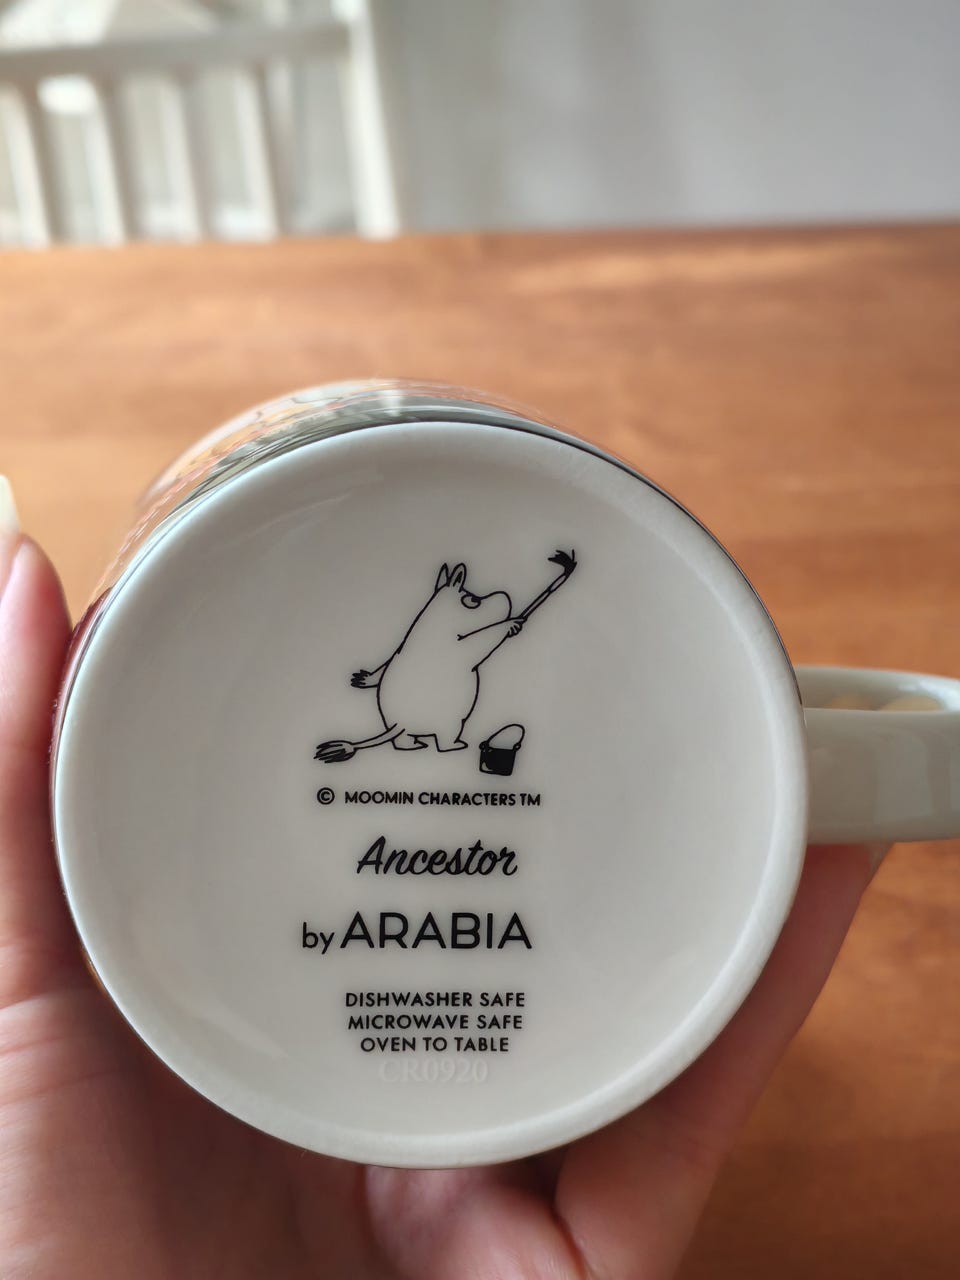 © MOOMIN CHARACTERS TM
Ancestor
by ARABIA
DISHWASHER SAFE
MICROWAVE SAFE
OVEN TO TABLE
CR0920